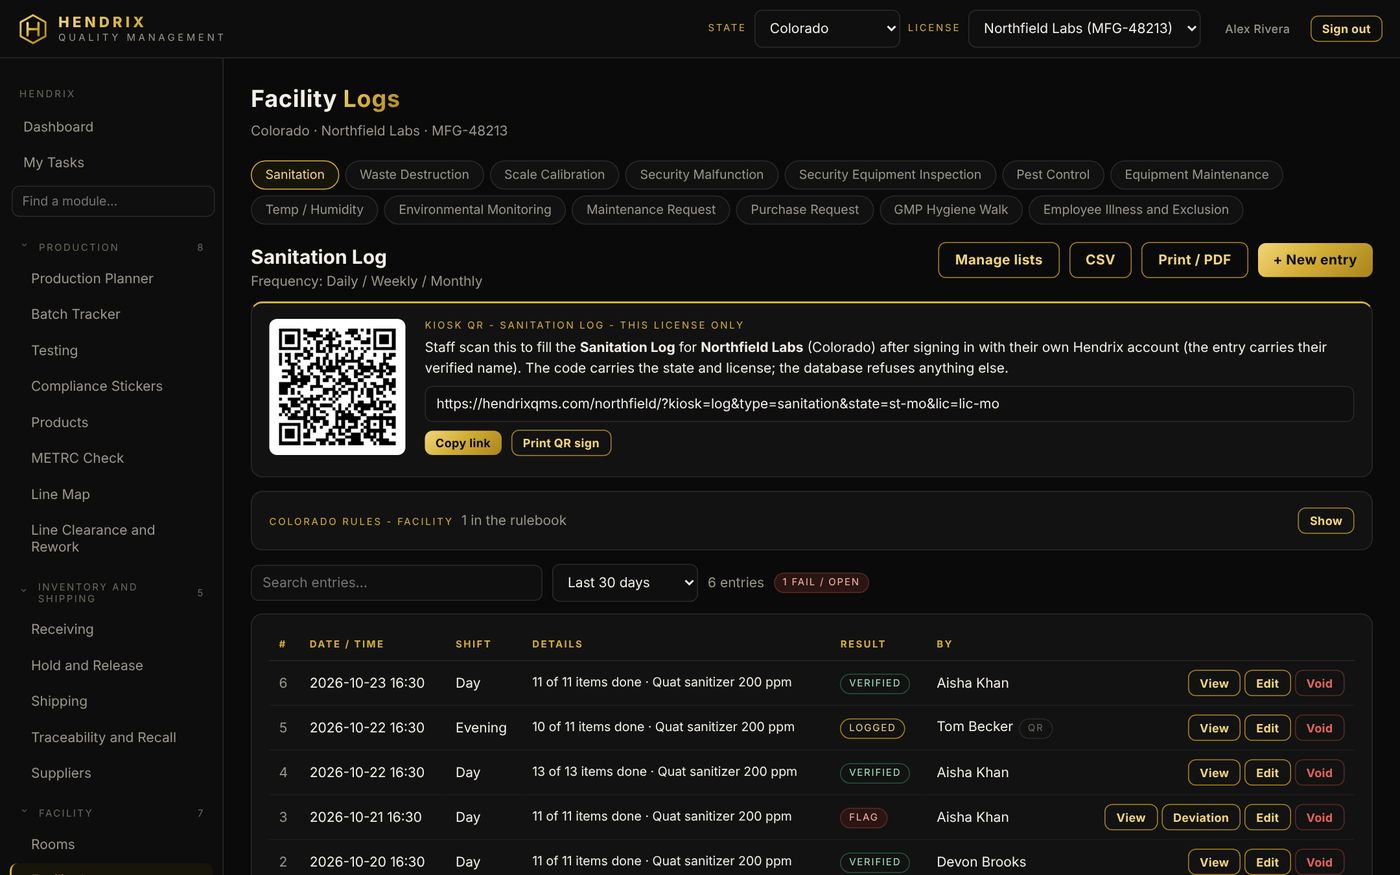 HENDRIX
QUALITY MANAGEMENT
STATE Colorado LICENSE Northfield Labs (MFG-48213) Alex Rivera Sign out
HENDRIX
Dashboard
My Tasks
Find a module...
PRODUCTION 8
Production Planner
Batch Tracker
Testing
Compliance Stickers
Products
METRC Check
Line Map
Line Clearance and
Rework
INVENTORY AND
SHIPPING 5
Receiving
Hold and Release
Shipping
Traceability and Recall
Suppliers
FACILITY 7
Rooms
Facility Logs
Colorado · Northfield Labs · MFG-48213
Sanitation Waste Destruction Scale Calibration Security Malfunction Security Equipment Inspection Pest Control Equipment Maintenance
Temp / Humidity Environmental Monitoring Maintenance Request Purchase Request GMP Hygiene Walk Employee Illness and Exclusion
Sanitation Log
Frequency: Daily / Weekly / Monthly
Manage lists CSV Print / PDF + New entry
KIOSK QR - SANITATION LOG - THIS LICENSE ONLY
Staff scan this to fill the Sanitation Log for Northfield Labs (Colorado) after signing in with their own Hendrix account (the entry carries their
verified name). The code carries the state and license; the database refuses anything else.
https://hendrixqms.com/northfield/?kiosk=log&type=sanitation&state=st-mo&lic=lic-mo
Copy link Print QR sign
COLORADO RULES - FACILITY 1 in the rulebook Show
Search entries... Last 30 days 6 entries 1 FAIL / OPEN
# DATE / TIME SHIFT DETAILS RESULT BY
6 2026-10-23 16:30 Day 11 of 11 items done · Quat sanitizer 200 ppm VERIFIED Aisha Khan View Edit Void
5 2026-10-22 16:30 Evening 10 of 11 items done · Quat sanitizer 200 ppm LOGGED Tom Becker QR View Edit Void
4 2026-10-22 16:30 Day 13 of 13 items done · Quat sanitizer 200 ppm VERIFIED Aisha Khan View Edit Void
3 2026-10-21 16:30 Day 11 of 11 items done · Quat sanitizer 200 ppm FLAG Aisha Khan View Deviation Edit Void
2 2026-10-20 16:30 Day 11 of 11 items done · Quat sanitizer 200 ppm VERIFIED Devon Brooks View Edit Void